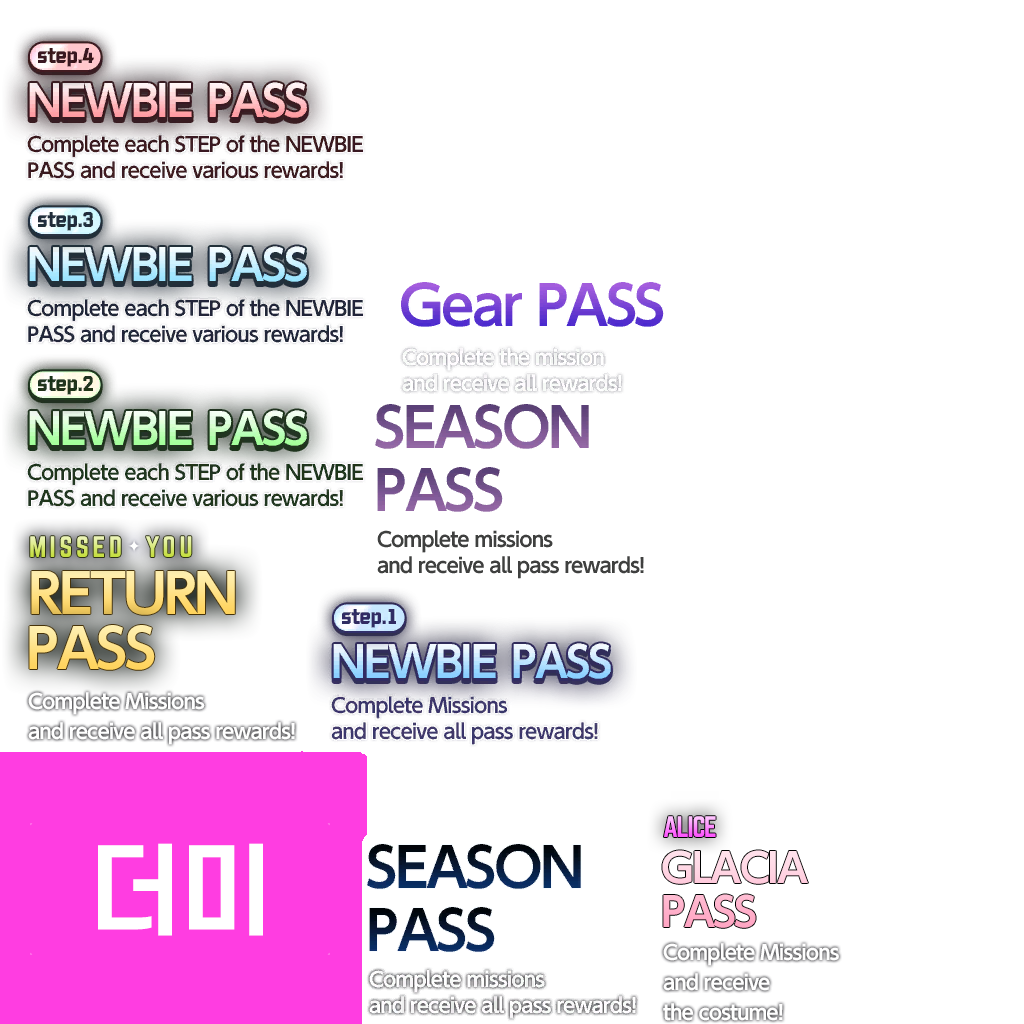 step.4
NEWBIE PASS
Complete each STEP of the NEWBIE
PASS and receive various rewards!
step.3
NEWBIE PASS
Complete each STEP of the NEWBIE
PASS and receive various rewards!
Gear PASS
Complete the mission
and receive all rewards!
step.2
NEWBIE PASS
Complete each STEP of the NEWBIE
PASS and receive various rewards!
SEASON
PASS
Complete missions
and receive all pass rewards!
MISSED YOU
RETURN
PASS
Complete Missions
and receive all pass rewards!
step.1
NEWBIE PASS
Complete Missions
and receive all pass rewards!
더미
SEASON
PASS
Complete missions
and receive all pass rewards!
ALICE
GLACIA
PASS
Complete Missions
and receive
the costume!